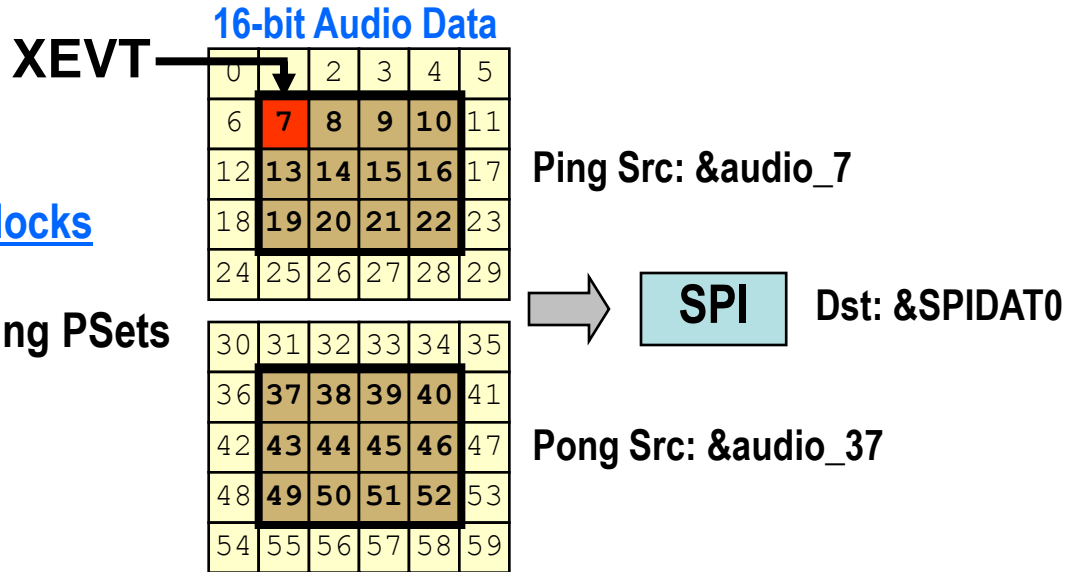 16-bit Audio Data
XEVT
0 2 3 4 5
6 7 8 9 10 11
12 13 14 15 16 17
18 19 20 21 22 23
24 25 26 27 28 29
Ping Src: &audio_7
locks
ng PSets
SPI
Dst: &SPIDAT0
30 31 32 33 34 35
36 37 38 39 40 41
42 43 44 45 46 47
48 49 50 51 52 53
54 55 56 57 58 59
Pong Src: &audio_37